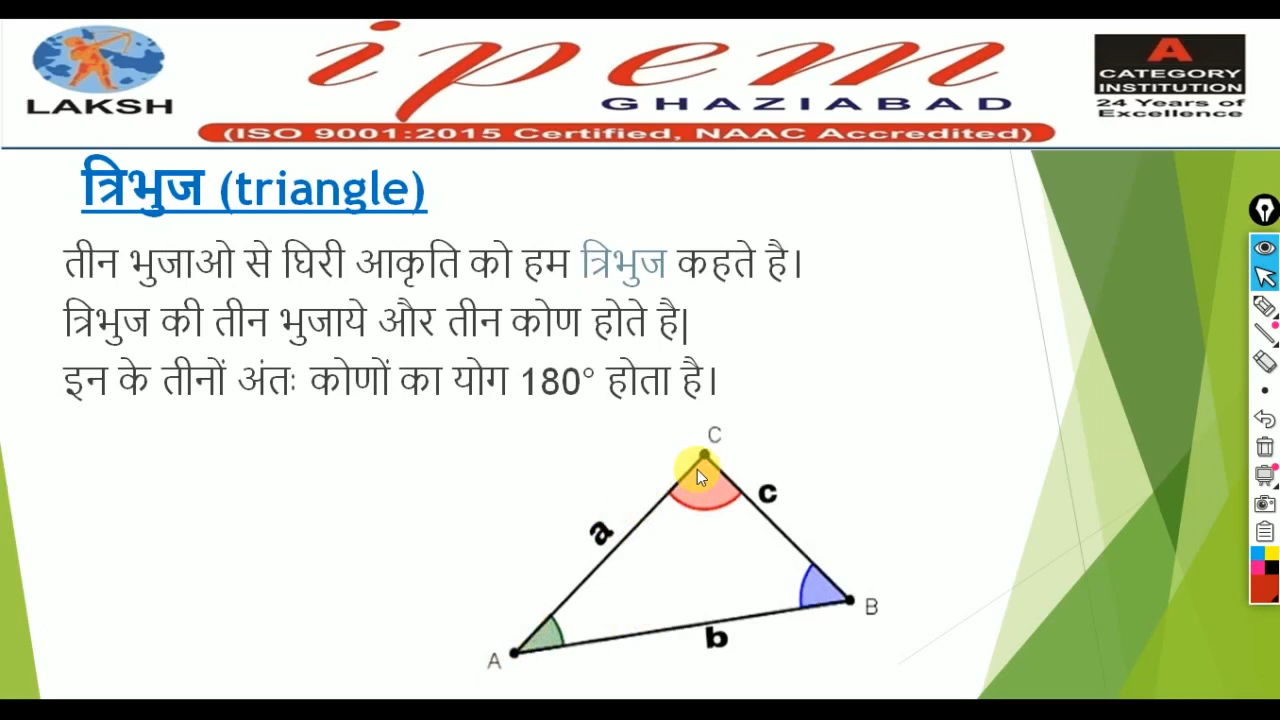 LAKSH
ipem
GHAZIABAD
(ISO 9001:2015 Certified, NAAC Accredited)
A
CATEGORY
INSTITUTION
24 Years of
Excellence
त्रिभुज (triangle)
तीन भुजाओ से घिरी आकृति को हम त्रिभुज कहते है।
त्रिभुज की तीन भुजाये और तीन कोण होते है|
इन के तीनों अंतः कोणों का योग 180° होता है।
C
c
a
B
b
A